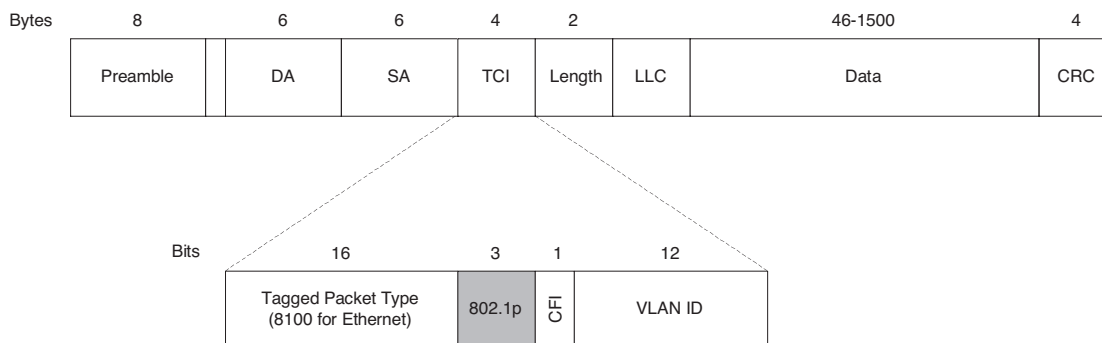 Bytes 8 6 6 4 2 46-1500 4
Preamble DA SA TCI Length LLC Data CRC
Bits 16 3 1 12
Tagged Packet Type
(8100 for Ethernet)
802.1p
CFI
VLAN ID